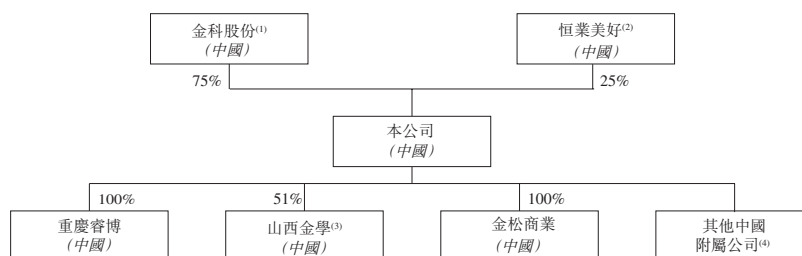 金科股份(1)
(中國)
恒業美好(2)
(中國)
75%
25%
本公司
(中國)
100%
51%
100%
重慶睿博
(中國)
山西金學(3)
(中國)
金松商業
(中國)
其他中國
附屬公司(4)